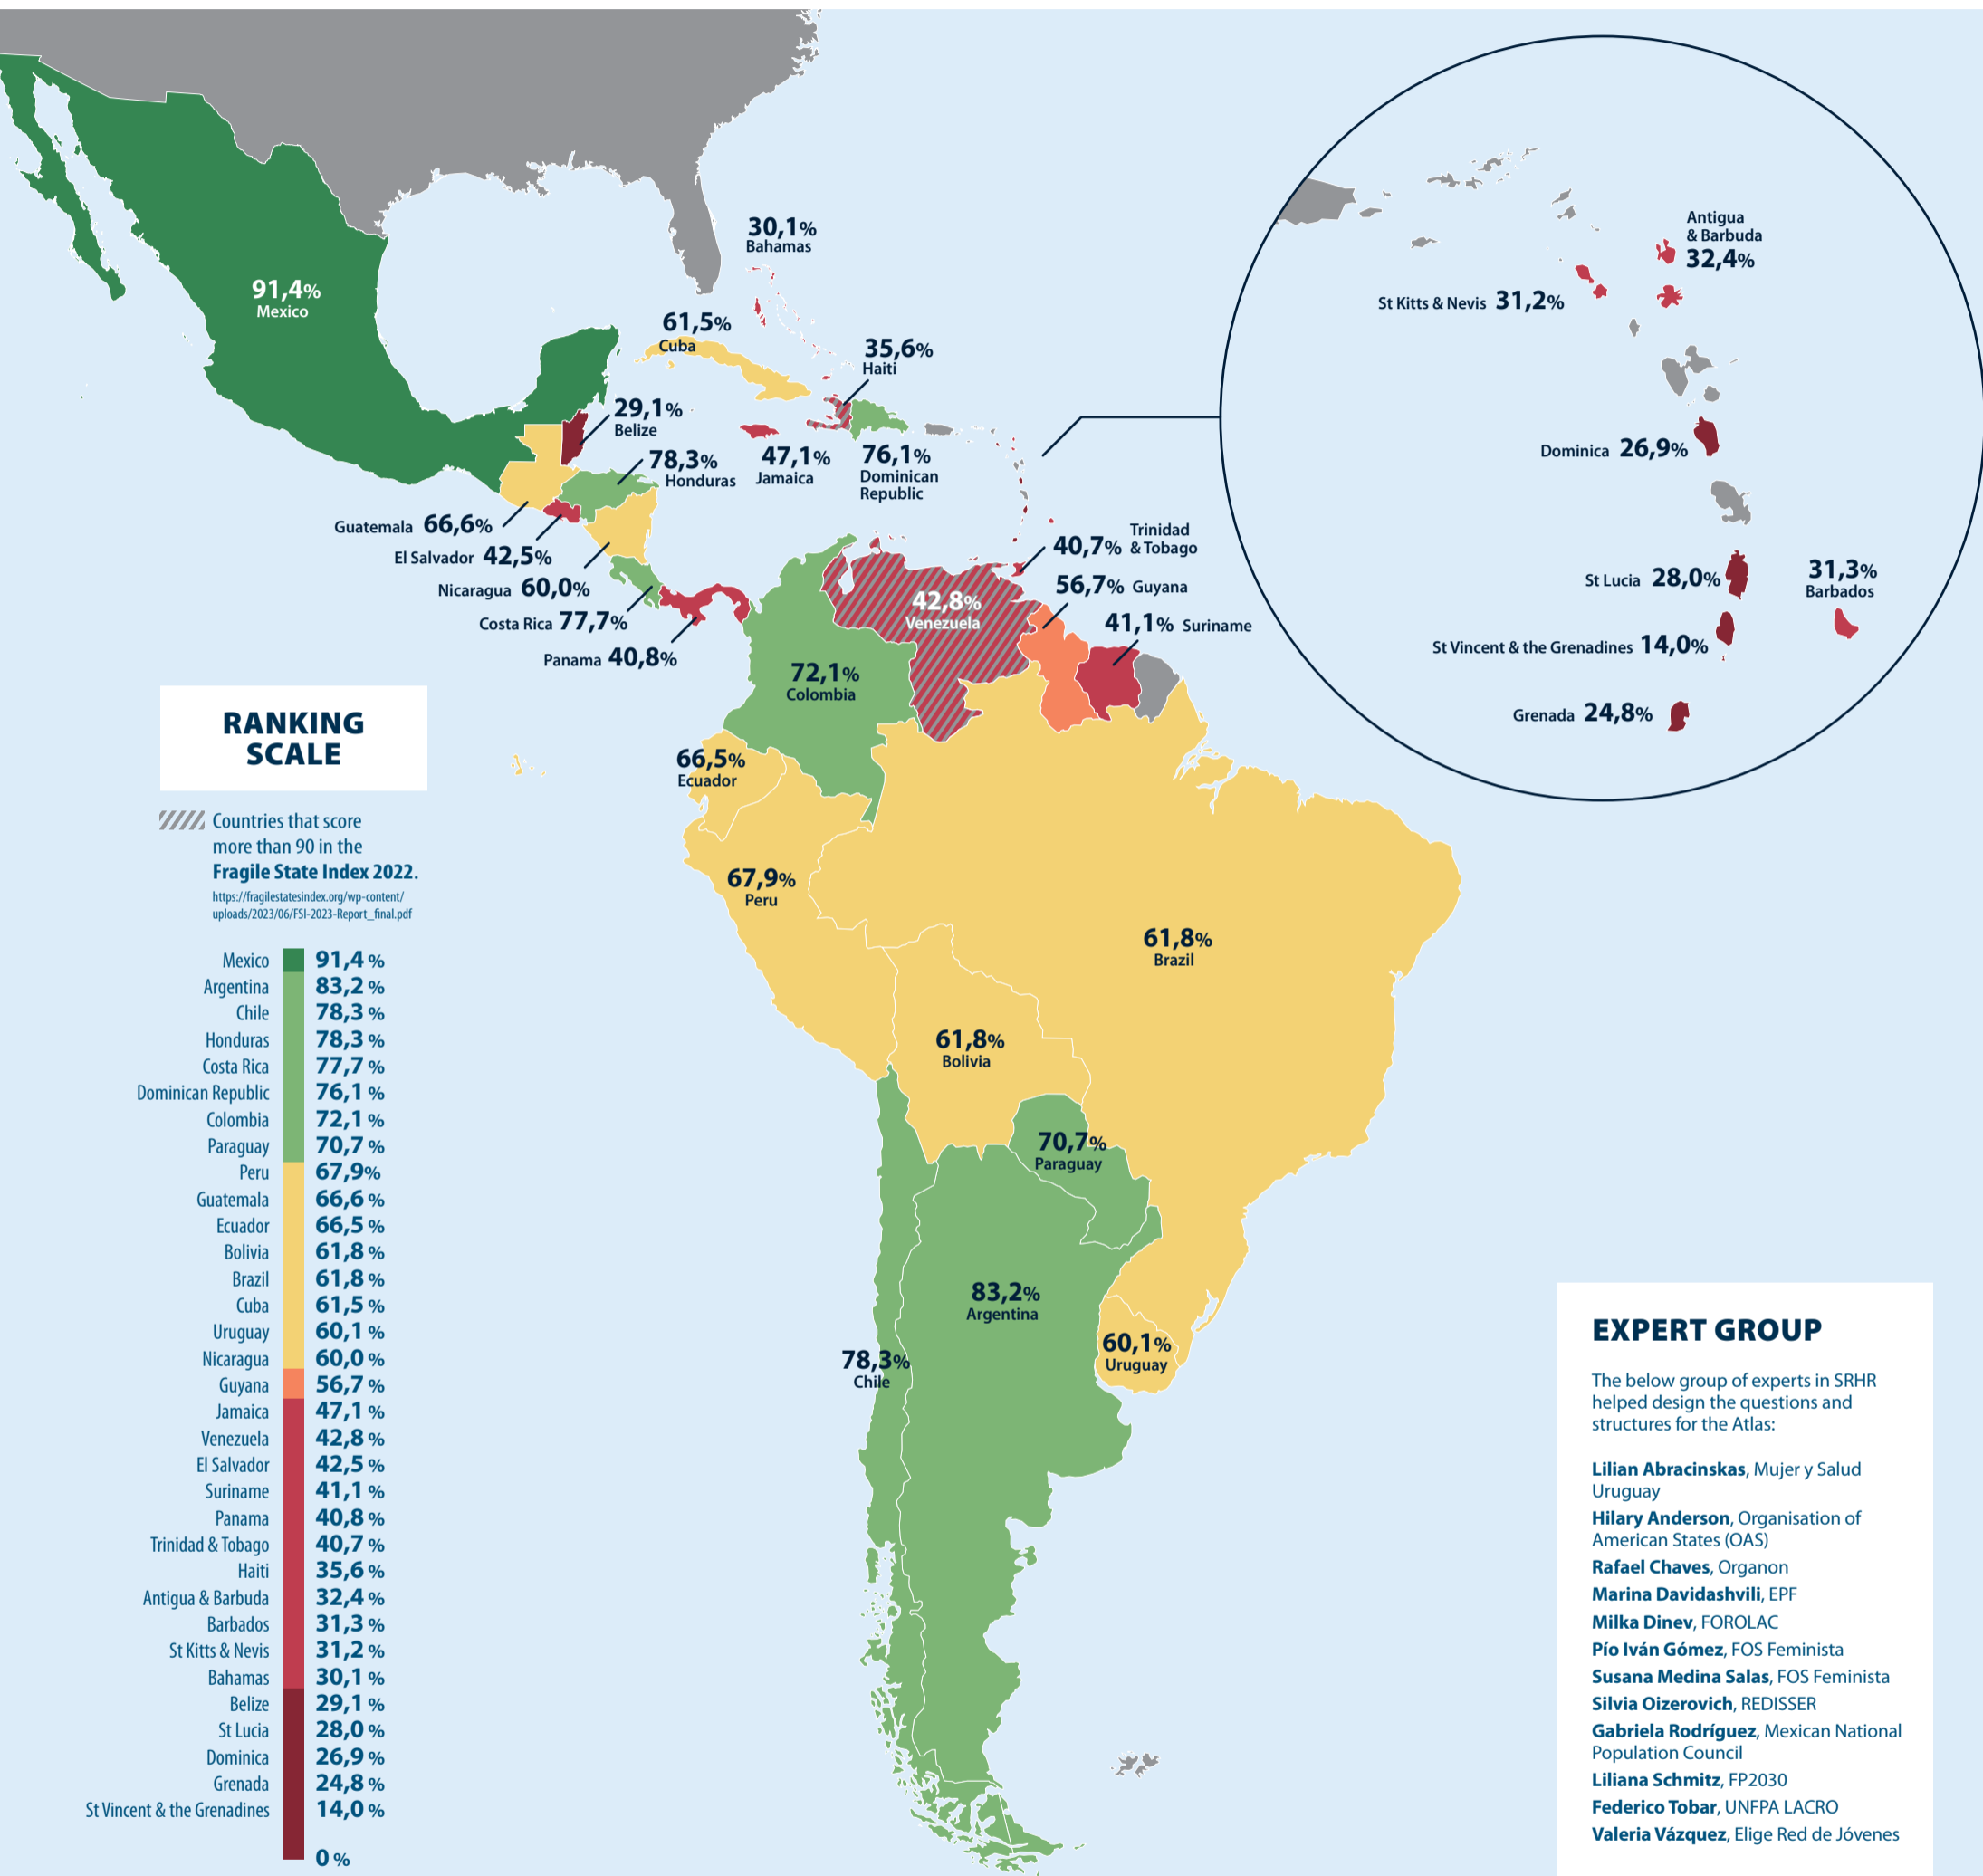 91,4%
Mexico
30,1%
Bahamas
61,5%
Cuba
35,6%
Haiti
29,1%
Belize
78,3%
Honduras
47,1%
Jamaica
76,1%
Dominican
Republic
Guatemala 66,6%
El Salvador 42,5%
Nicaragua 60,0%
Costa Rica 77,7%
Panama 40,8%
40,7% Trinidad
& Tobago
56,7% Guyana
41,1% Suriname
42,8%
Venezuela
72,1%
Colombia
66,5%
Ecuador
67,9%
Peru
61,8%
Brazil
61,8%
Bolivia
70,7%
Paraguay
83,2%
Argentina
78,3%
Chile
60,1%
Uruguay
Antigua
& Barbuda
32,4%
St Kitts & Nevis 31,2%
Dominica 26,9%
St Lucia 28,0%
31,3%
Barbados
St Vincent & the Grenadines 14,0%
Grenada 24,8%
RANKING
SCALE
Countries that score
more than 90 in the
Fragile State Index 2022.
https://fragilestatesindex.org/wp-content/
uploads/2023/06/FSI-2023-Report_final.pdf
Mexico 91,4 %
Argentina 83,2 %
Chile 78,3 %
Honduras 78,3 %
Costa Rica 77,7 %
Dominican Republic 76,1 %
Colombia 72,1 %
Paraguay 70,7 %
Peru 67,9%
Guatemala 66,6 %
Ecuador 66,5 %
Bolivia 61,8 %
Brazil 61,8 %
Cuba 61,5 %
Uruguay 60,1 %
Nicaragua 60,0 %
Guyana 56,7 %
Jamaica 47,1 %
Venezuela 42,8 %
El Salvador 42,5 %
Suriname 41,1 %
Panama 40,8 %
Trinidad & Tobago 40,7 %
Haiti 35,6 %
Antigua & Barbuda 32,4 %
Barbados 31,3 %
St Kitts & Nevis 31,2 %
Bahamas 30,1 %
Belize 29,1 %
St Lucia 28,0 %
Dominica 26,9 %
Grenada 24,8 %
St Vincent & the Grenadines 14,0 %
0 %
EXPERT GROUP
The below group of experts in SRHR
helped design the questions and
structures for the Atlas:
Lilian Abracinskas, Mujer y Salud
Uruguay
Hilary Anderson, Organisation of
American States (OAS)
Rafael Chaves, Organon
Marina Davidashvili, EPF
Milka Dinev, FOROLAC
Pío Iván Gómez, FOS Feminista
Susana Medina Salas, FOS Feminista
Silvia Oizerovich, REDISSER
Gabriela Rodríguez, Mexican National
Population Council
Liliana Schmitz, FP2030
Federico Tobar, UNFPA LACRO
Valeria Vázquez, Elige Red de Jóvenes